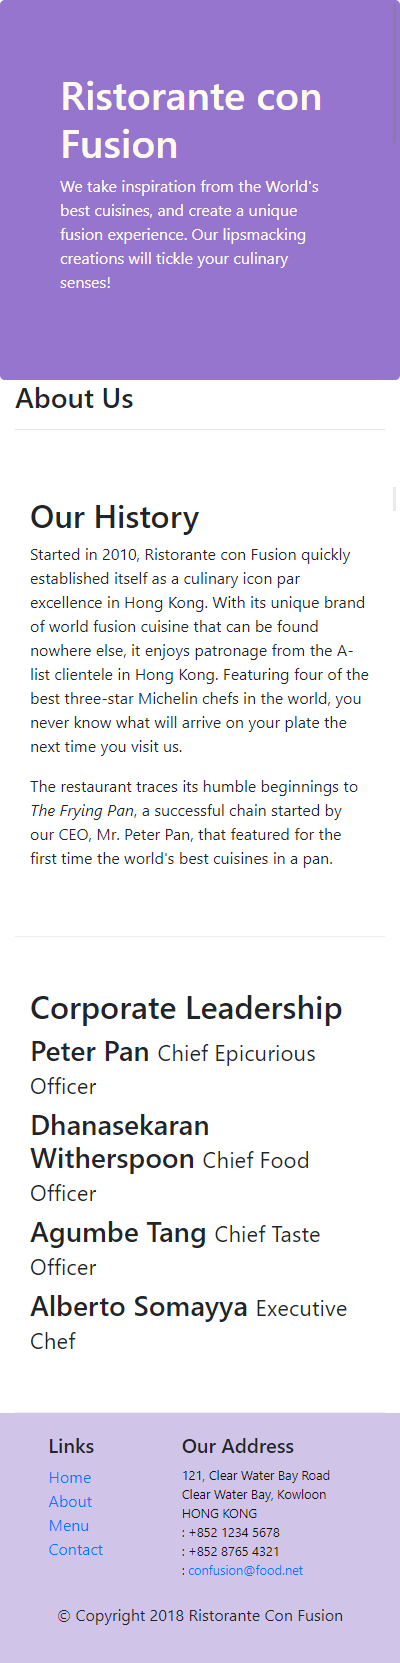 Ristorante con
Fusion
We take inspiration from the World's
best cuisines, and create a unique
fusion experience. Our lipsmacking
creations will tickle your culinary
senses!
About Us
Our History
Started in 2010, Ristorante con Fusion quickly
established itself as a culinary icon par
excellence in Hong Kong. With its unique brand
of world fusion cuisine that can be found
nowhere else, it enjoys patronage from the A-
list clientele in Hong Kong. Featuring four of the
best three-star Michelin chefs in the world, you
never know what will arrive on your plate the
next time you visit us.
The restaurant traces its humble beginnings to
The Frying Pan, a successful chain started by
our CEO, Mr. Peter Pan, that featured for the
first time the world's best cuisines in a pan.
Corporate Leadership
Peter Pan Chief Epicurious
Officer
Dhanasekaran
Witherspoon Chief Food
Officer
Agumbe Tang Chief Taste
Officer
Alberto Somayya Executive
Chef
Links
Home
About
Menu
Contact
Our Address
121, Clear Water Bay Road
Clear Water Bay, Kowloon
HONG KONG
: +852 1234 5678
: +852 8765 4321
: confusion@food.net
© Copyright 2018 Ristorante Con Fusion